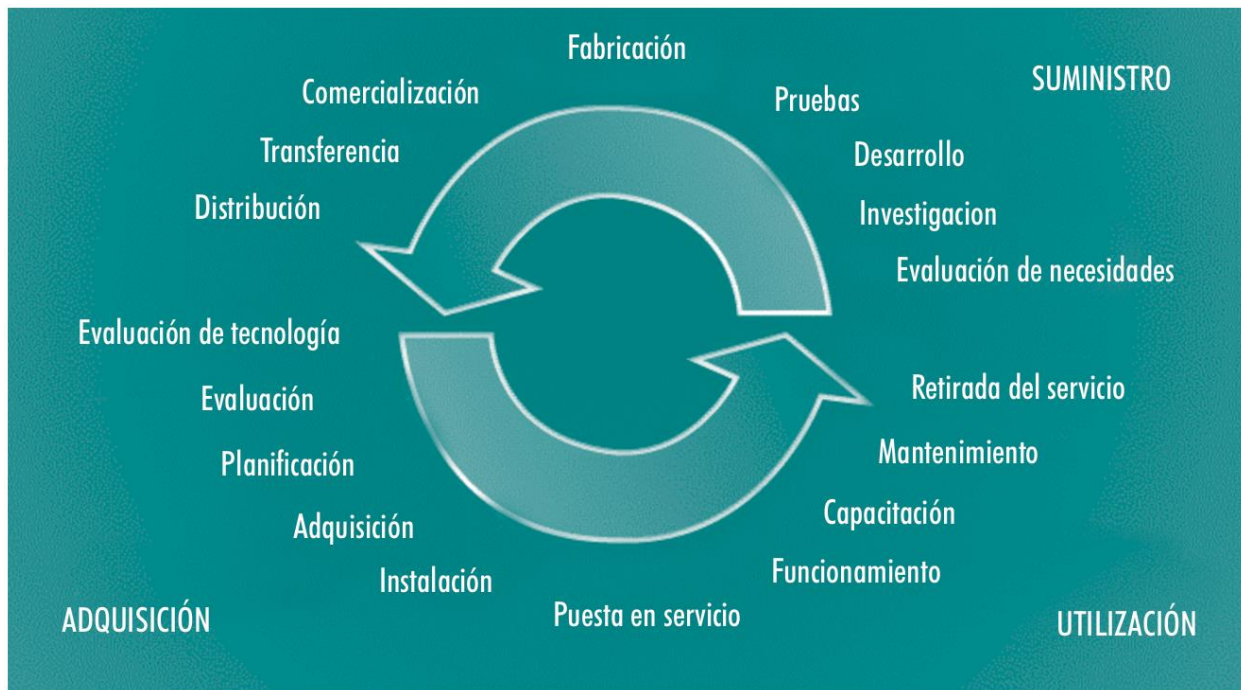 Fabricación
SUMINISTRO
Comercialización
Pruebas
Transferencia
Desarrollo
Distribución
Investigacion
Evaluación de necesidades
Evaluación de tecnología
Retirada del servicio
Evaluación
Mantenimiento
Planificación
Capacitación
Adquisición
Funcionamiento
Instalación
Puesta en servicio
ADQUISICIÓN
UTILIZACIÓN